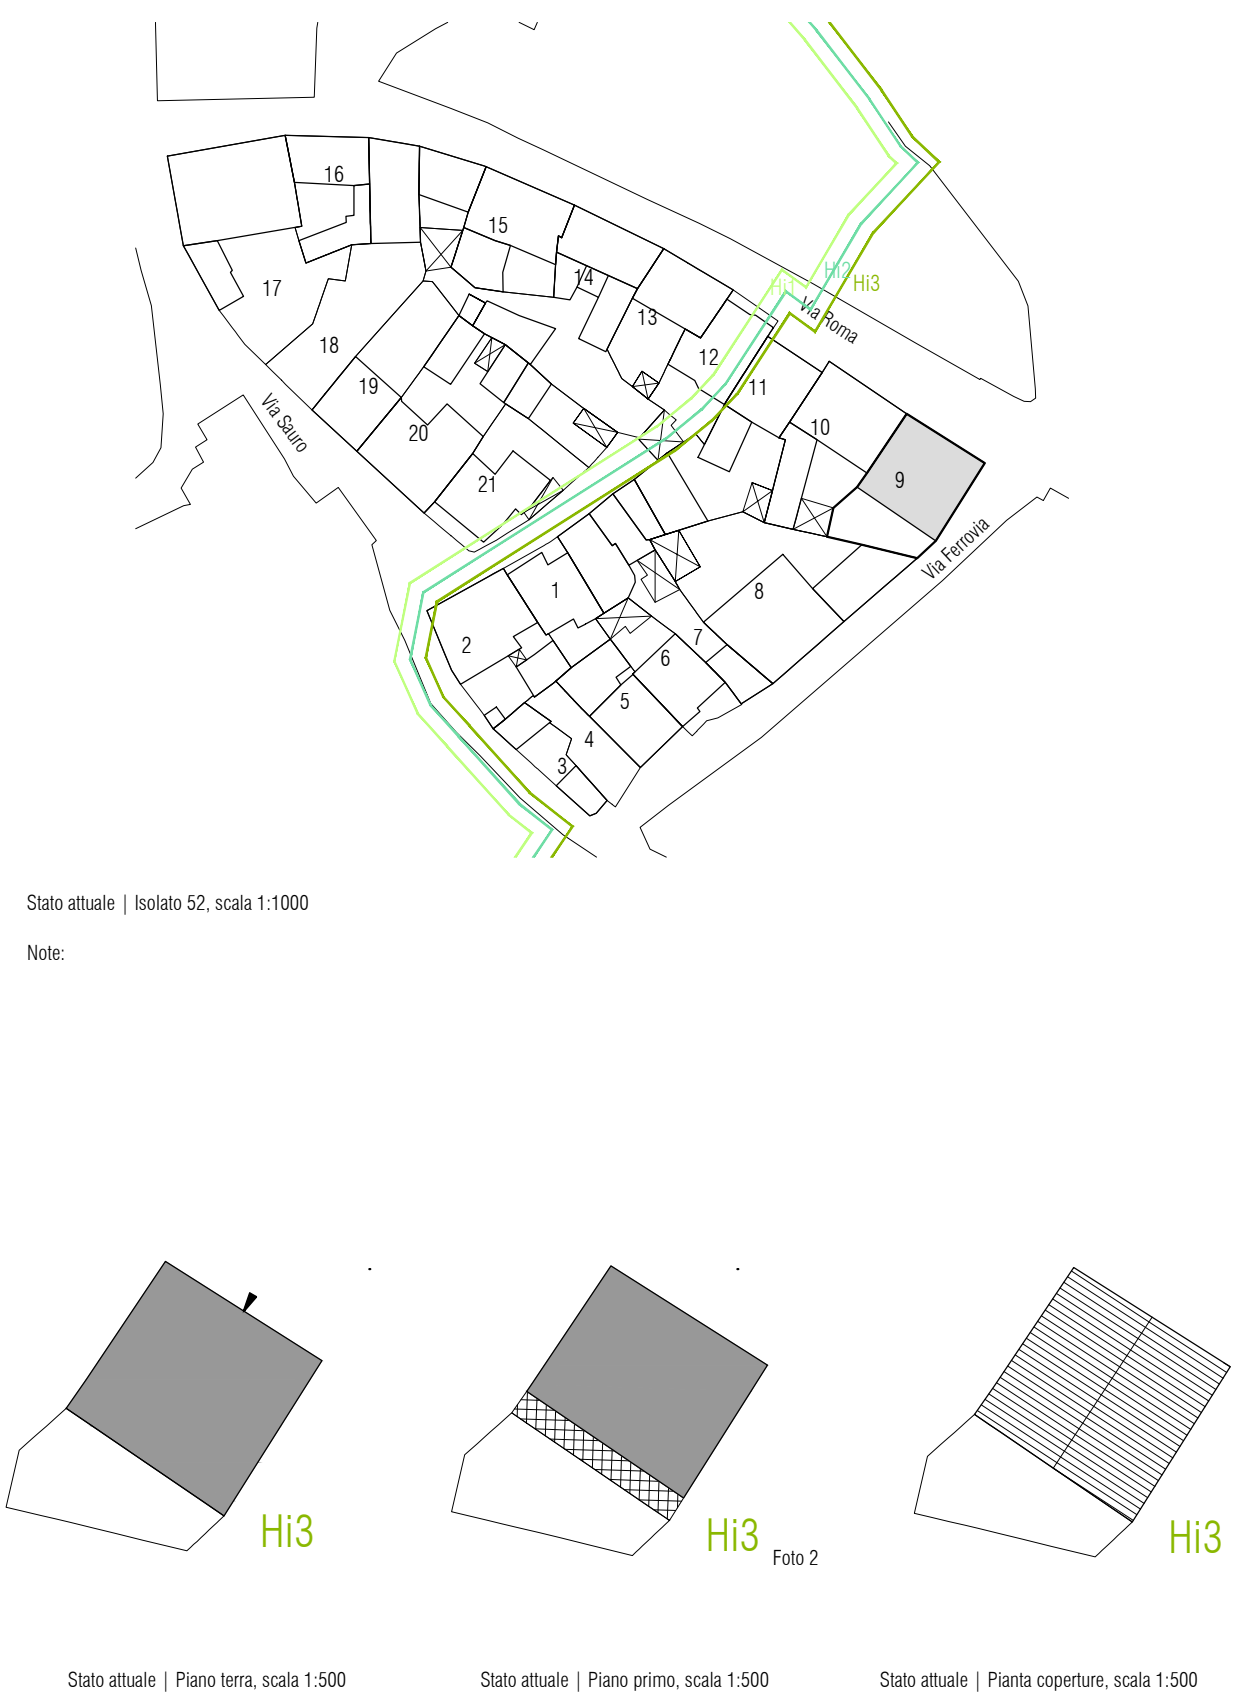 16
15
17
14
Hi1
Hi2
Hi3
Via Roma
13
18
12
19
11
Via Sauro
20
10
21
9
Via Ferrovia
1
8
2
7
6
5
4
3
Stato attuale | Isolato 52, scala 1:1000
Note:
Hi3
Hi3
Foto 2
Hi3
Stato attuale | Piano terra, scala 1:500
Stato attuale | Piano primo, scala 1:500
Stato attuale | Pianta coperture, scala 1:500